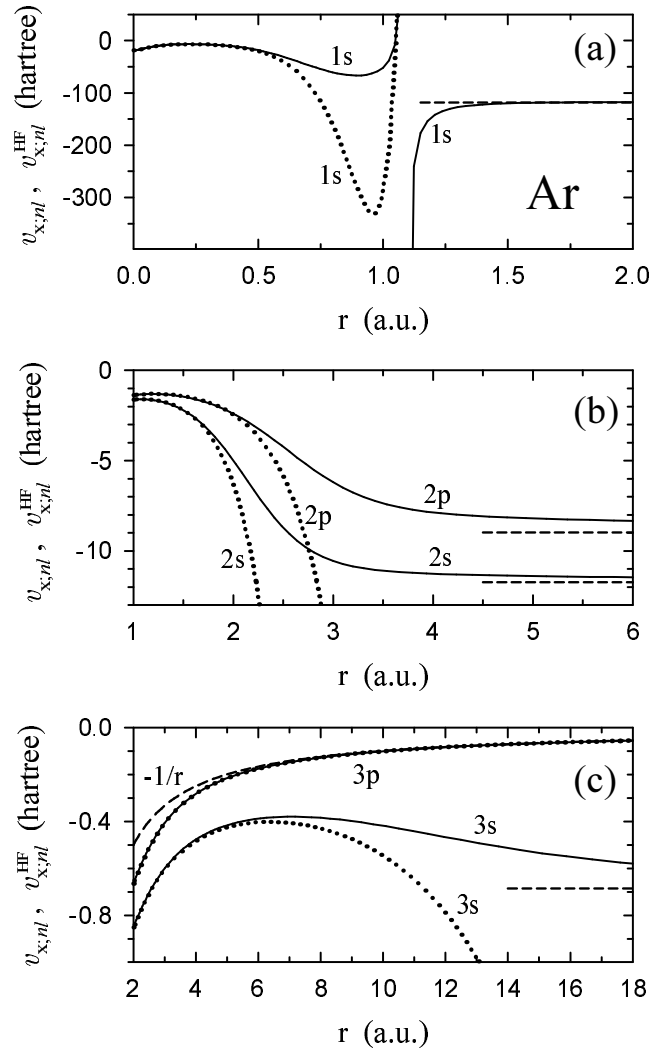 (a)
0
-100
-200
-300
v_{x;nl} , v^{HF}_{x;nl} (hartree)
1s
1s
1s
Ar
0.0 0.5 1.0 1.5 2.0
r (a.u.)
(b)
0
-5
-10
v_{x;nl} , v^{HF}_{x;nl} (hartree)
2p
2p
2s
2s
1 2 3 4 5 6
r (a.u.)
(c)
0.0
-0.4
-0.8
v_{x;nl} , v^{HF}_{x;nl} (hartree)
-1/r
3p
3s
3s
2 4 6 8 10 12 14 16 18
r (a.u.)